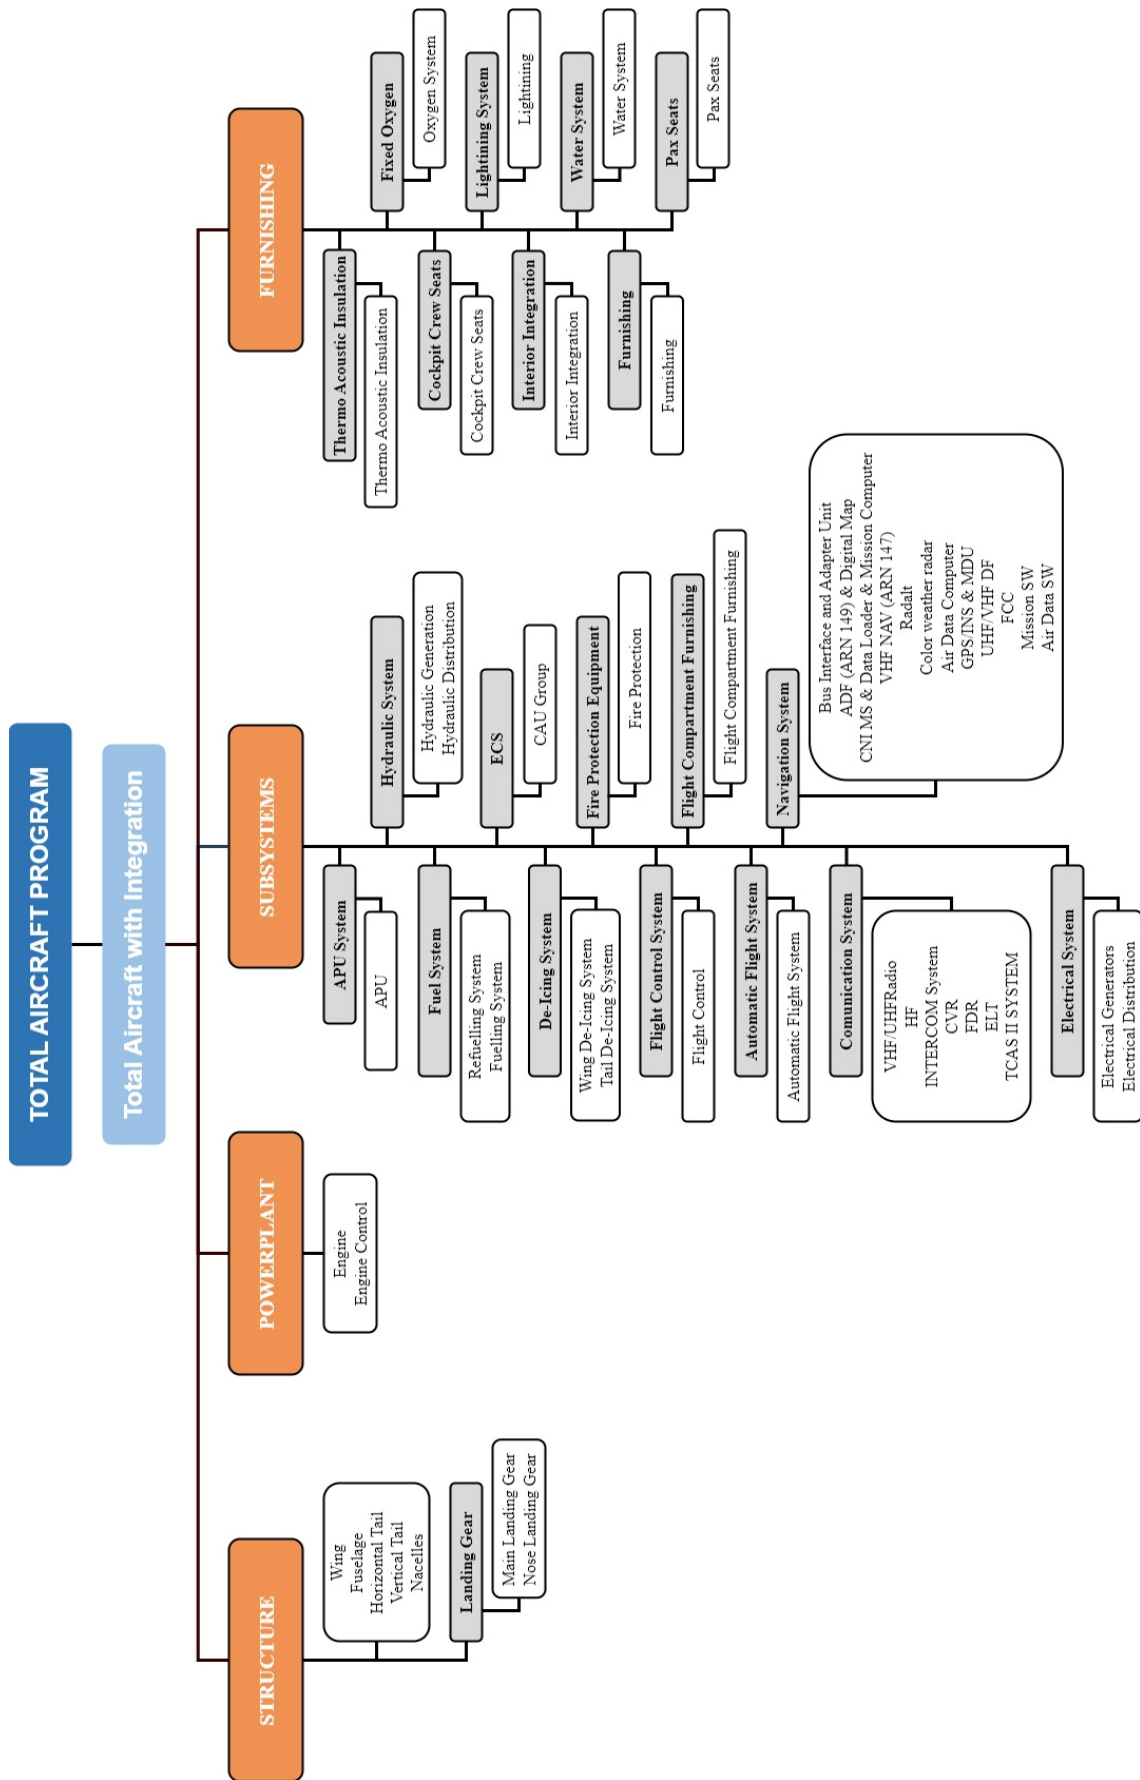 TOTAL AIRCRAFT PROGRAM
Total Aircraft with Integration
STRUCTURE
Wing
Fuselage
Horizontal Tail
Vertical Tail
Nacelles
Landing Gear
Main Landing Gear
Nose Landing Gear
POWERPLANT
Engine
Engine Control
SUBSYSTEMS
APU System
APU
Hydraulic System
Hydraulic Generation
Hydraulic Distribution
Fuel System
Refuelling System
Fuelling System
ECS
CAU Group
De-Icing System
Wing De-Icing System
Tail De-Icing System
Fire Protection Equipment
Fire Protection
Flight Control System
Flight Control
Flight Compartment Furnishing
Flight Compartment Furnishing
Automatic Flight System
Automatic Flight System
Navigation System
Bus Interface and Adapter Unit
ADF (ARN 149) & Digital Map
CNI MS & Data Loader & Mission Computer
VHF NAV (ARN 147)
Radalt
Color weather radar
Air Data Computer
GPS/INS & MDU
UHF/VHF DF
FCC
Mission SW
Air Data SW
Comunication System
VHF/UHFRadio
HF
INTERCOM System
CVR
FDR
ELT
TCAS II SYSTEM
Electrical System
Electrical Generators
Electrical Distribution
FURNISHING
Thermo Acoustic Insulation
Thermo Acoustic Insulation
Fixed Oxygen
Oxygen System
Cockpit Crew Seats
Cockpit Crew Seats
Lightining System
Lightining
Interior Integration
Interior Integration
Water System
Water System
Furnishing
Furnishing
Pax Seats
Pax Seats